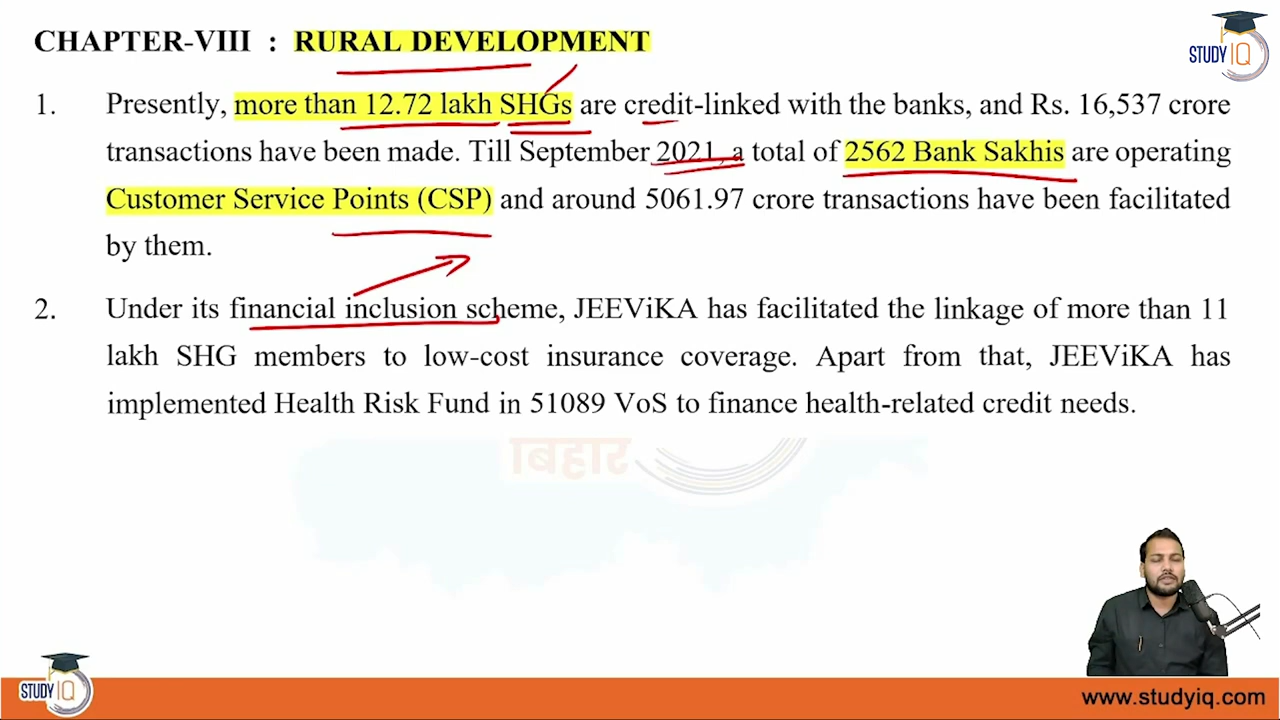 CHAPTER-VIII : RURAL DEVELOPMENT
STUDY IQ
1. Presently, more than 12.72 lakh SHGs are credit-linked with the banks, and Rs. 16,537 crore
transactions have been made. Till September 2021, a total of 2562 Bank Sakhis are operating
Customer Service Points (CSP) and around 5061.97 crore transactions have been facilitated
by them.
2. Under its financial inclusion scheme, JEEViKA has facilitated the linkage of more than 11
lakh SHG members to low-cost insurance coverage. Apart from that, JEEViKA has
implemented Health Risk Fund in 51089 VoS to finance health-related credit needs.
बिहार
STUDY IQ
www.studyiq.com